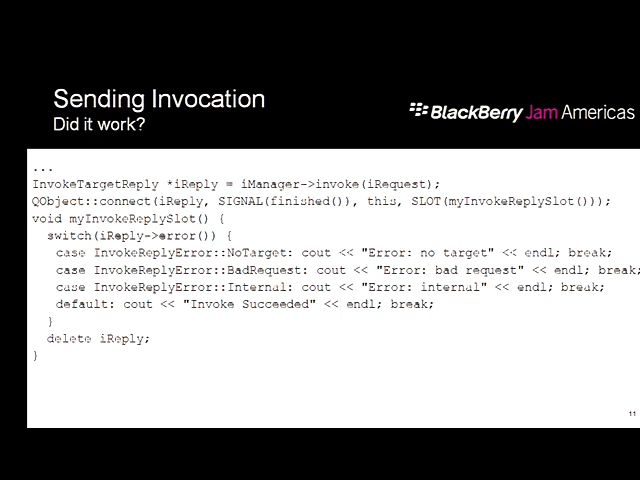 Sending Invocation
Did it work?
BlackBerry Jam Americas
...
InvokeTargetReply *iReply = iManager->invoke(iRequest);
QObject::connect(iReply, SIGNAL(finished()), this, SLOT(myInvokeReplySlot()));
void myInvokeReplySlot() {
switch(iReply->error()) {
case InvokeReplyError::NoTarget: cout << "Error: no target" << endl; break;
case InvokeReplyError::BadRequest: cout << "Error: bad request" << endl; break;
case InvokeReplyError::Internal: cout << "Error: internal" << endl; break;
default: cout << "Invoke Succeeded" << endl; break;
}
delete iReply;
}
11